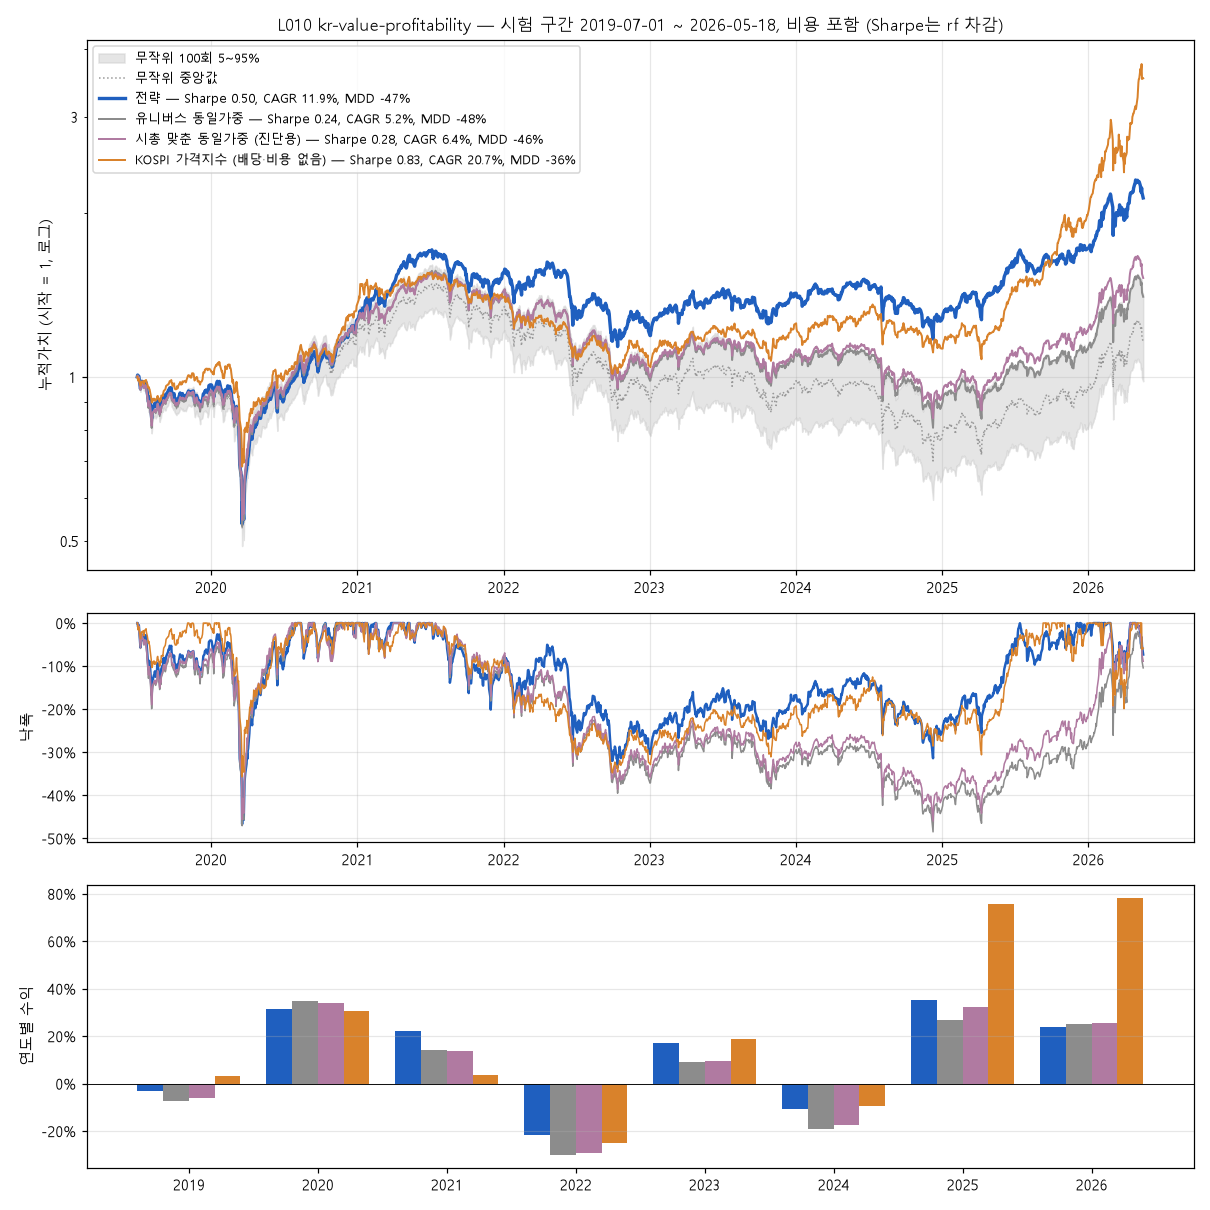 L010 kr-value-profitability — 시험 구간 2019-07-01 ~ 2026-05-18, 비용 포함 (Sharpe는 rf 차감)
무작위 100회 5~95%
무작위 중앙값
전략 — Sharpe 0.50, CAGR 11.9%, MDD -47%
유니버스 동일가중 — Sharpe 0.24, CAGR 5.2%, MDD -48%
시총 맞춘 동일가중 (진단용) — Sharpe 0.28, CAGR 6.4%, MDD -46%
KOSPI 가격지수 (배당·비용 없음) — Sharpe 0.83, CAGR 20.7%, MDD -36%
누적가치 (시작 = 1, 로그)
3
1
0.5
2020 2021 2022 2023 2024 2025 2026
낙폭
0%
-10%
-20%
-30%
-40%
-50%
2020 2021 2022 2023 2024 2025 2026
연도별 수익
80%
60%
40%
20%
0%
-20%
2019 2020 2021 2022 2023 2024 2025 2026